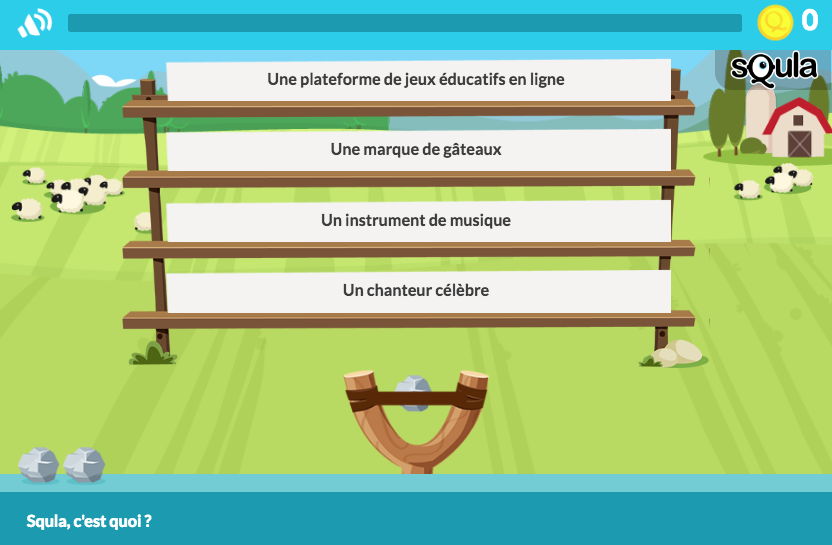 0
sQula
Une plateforme de jeux éducatifs en ligne
Une marque de gâteaux
Un instrument de musique
Un chanteur célèbre
Squla, c'est quoi ?